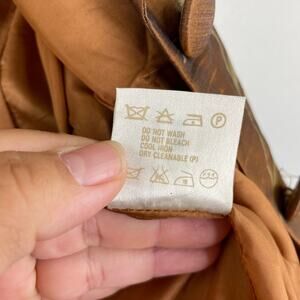 P
DO NOT WASH
DO NOT BLEACH
COOL IRON
DRY CLEANABLE (P)